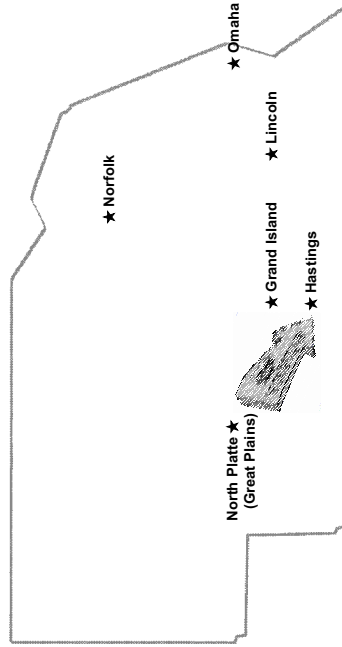 Norfolk
Omaha
Lincoln
Grand Island
Hastings
North Platte
(Great Plains)